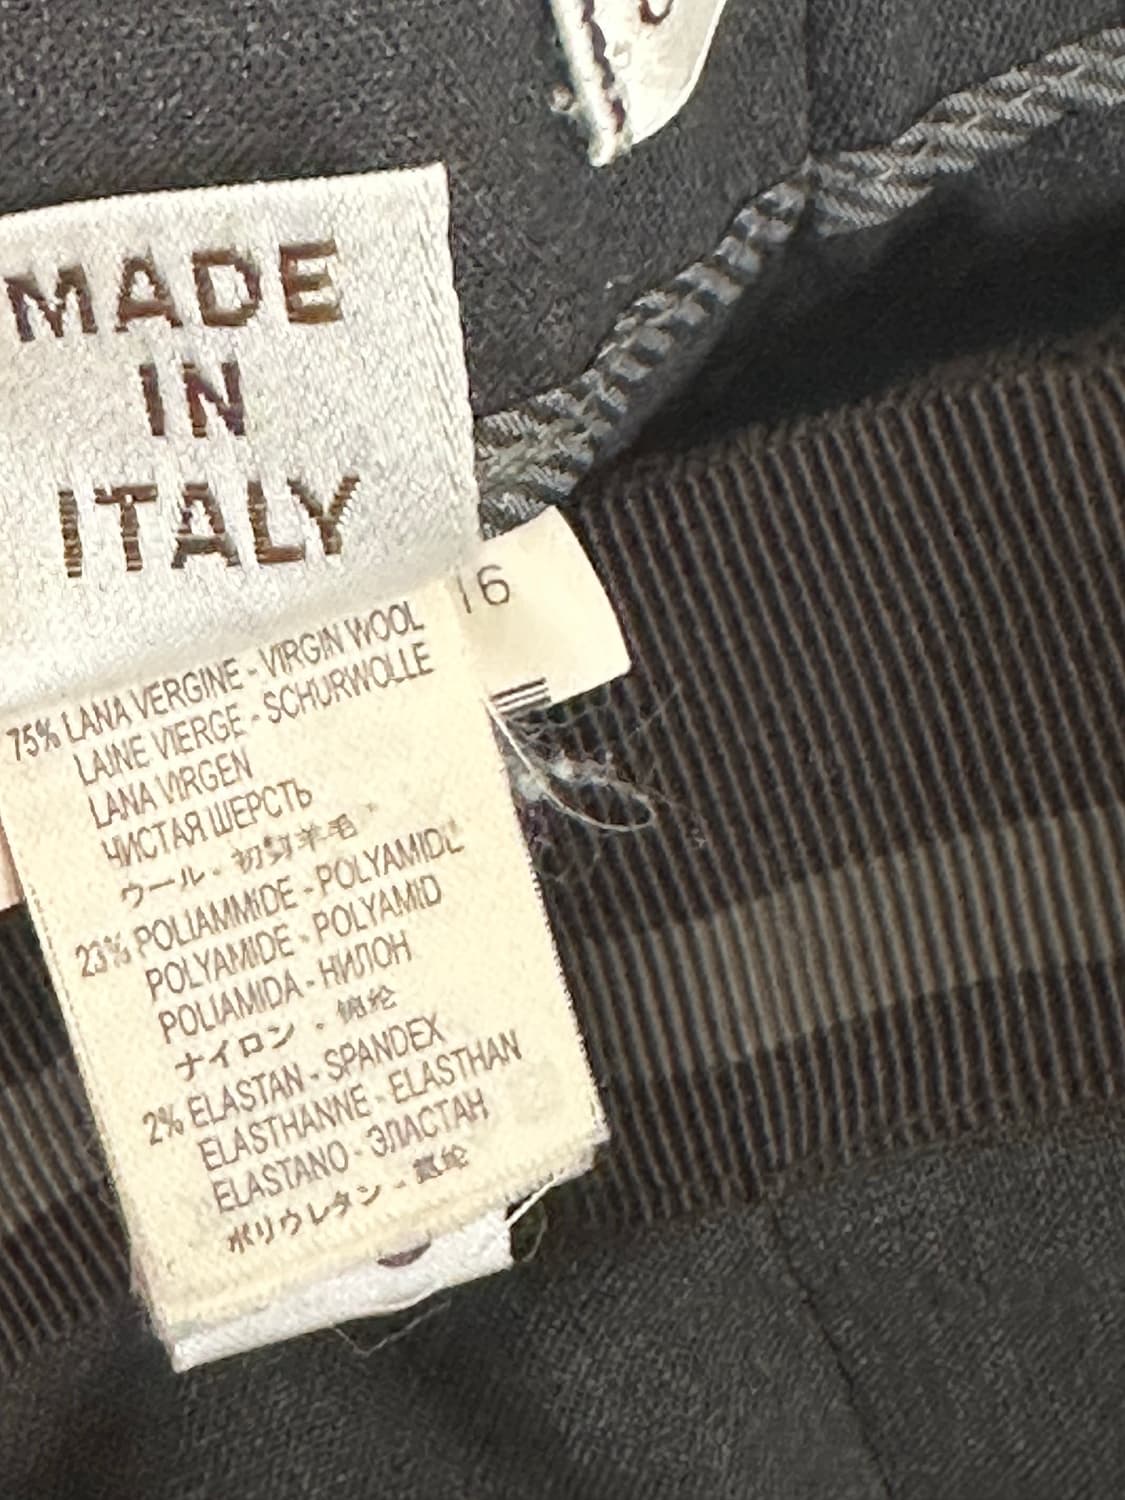 MADE
IN
ITALY
16
75% LANA VERGINE - VIRGIN WOOL
LAINE VIERGE - SCHURWOLLE
LANA VIRGEN
ЧИСТАЯ ШЕРСТЬ
ウール - 初剪羊毛
23% POLIAMMIDE - POLYAMIDE
POLYAMIDE - POLYAMID
POLIAMIDA - НИЛОН
ナイロン - 锦纶
2% ELASTAN - SPANDEX
ELASTHANNE - ELASTHAN
ELASTANO - ЭЛАСТАН
ポリウレタン - 氨纶